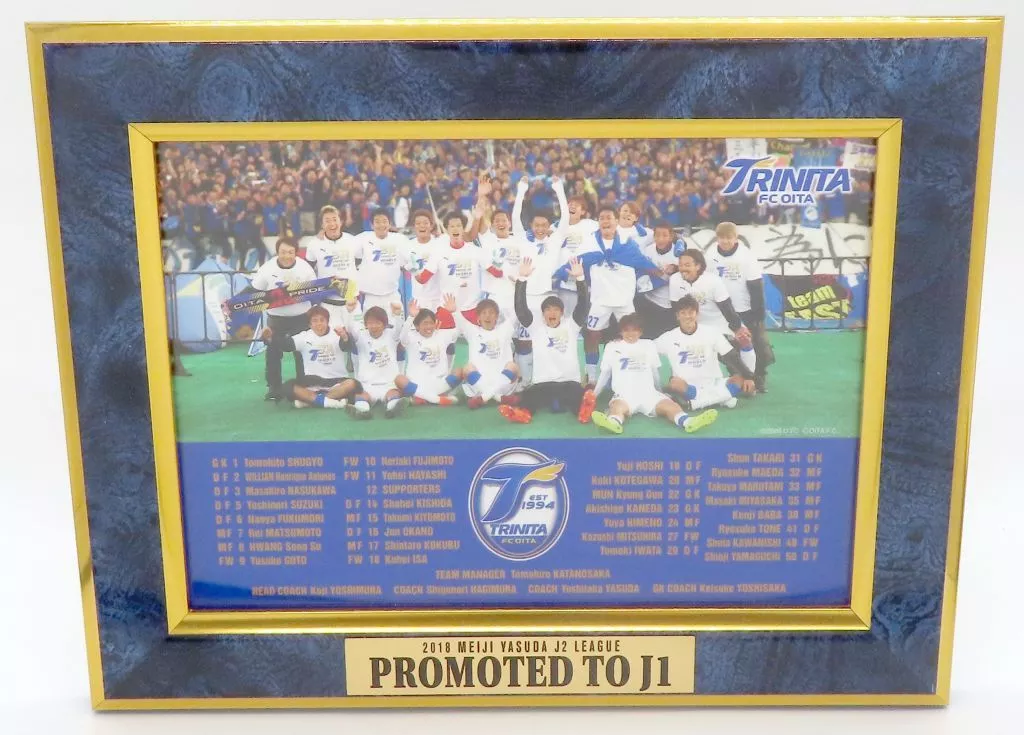 TRINITA
FC OITA
OITA PRIDE
為に
team
27
GK 1 Tomohito SHUGYO
DF 2 WILLIAN Henrique Antunes
DF 3 Masahiro NASUKAWA
DF 5 Yoshinori SUZUKI
DF 6 Naoya FUKUMORI
MF 7 Rei MATSUMOTO
MF 8 HWANG Song Su
FW 9 Yusuke GOTO
FW 10 Noriaki FUJIMOTO
FW 11 Yohei HAYASHI
12 SUPPORTERS
DF 14 Shohei KISHIDA
MF 15 Takumi KIYOMOTO
DF 16 Jun OKANO
MF 17 Shintaro KOKUBU
FW 18 Kohei ISA
EST
1994
TRINITA
FC OITA
Yuji HOSHI 19 DF
Koki KOTEGAWA 20 MF
MUN Kyung Gun 22 GK
Akishige KANEDA 23 GK
Yuya HIMENO 24 MF
Kazushi MITSUHIRA 27 FW
Tomoki IWATA 29 DF
Shun TAKAGI 31 GK
Ryosuke MAEDA 32 MF
Takuya MARUTANI 33 MF
Masaki MIYASAKA 35 MF
Kenji BABA 38 MF
Ryosuke TONE 41 DF
Shota KAWANISHI 48 FW
Shoji YAMAGUCHI 50 DF
TEAM MANAGER Tomohiro KATANOSAKA
HEAD COACH Koji YOSHIMURA COACH Shigenori HAGIMURA COACH Yoshitaka YASUDA GK COACH Keisuke YOSHISAKA
2018 MEIJI YASUDA J2 LEAGUE
PROMOTED TO J1